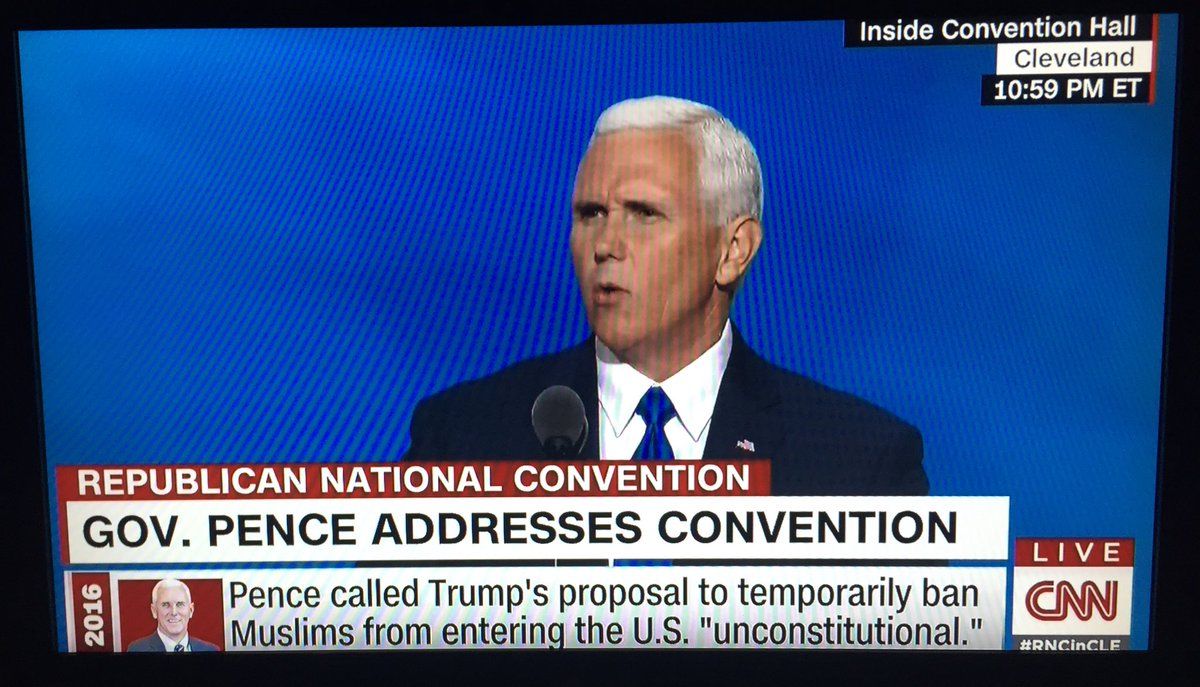 Inside Convention Hall
Cleveland
10:59 PM ET
REPUBLICAN NATIONAL CONVENTION
GOV. PENCE ADDRESSES CONVENTION
2016
Pence called Trump's proposal to temporarily ban
Muslims from entering the U.S. "unconstitutional."
LIVE
CNN
#RNCinCLE